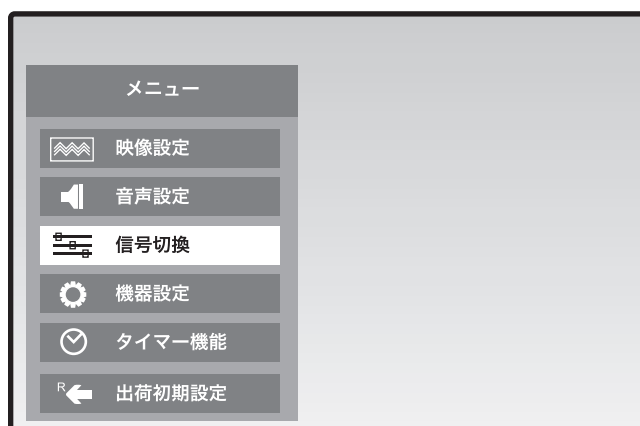 メニュー
映像設定
音声設定
信号切換
機器設定
タイマー機能
R
出荷初期設定